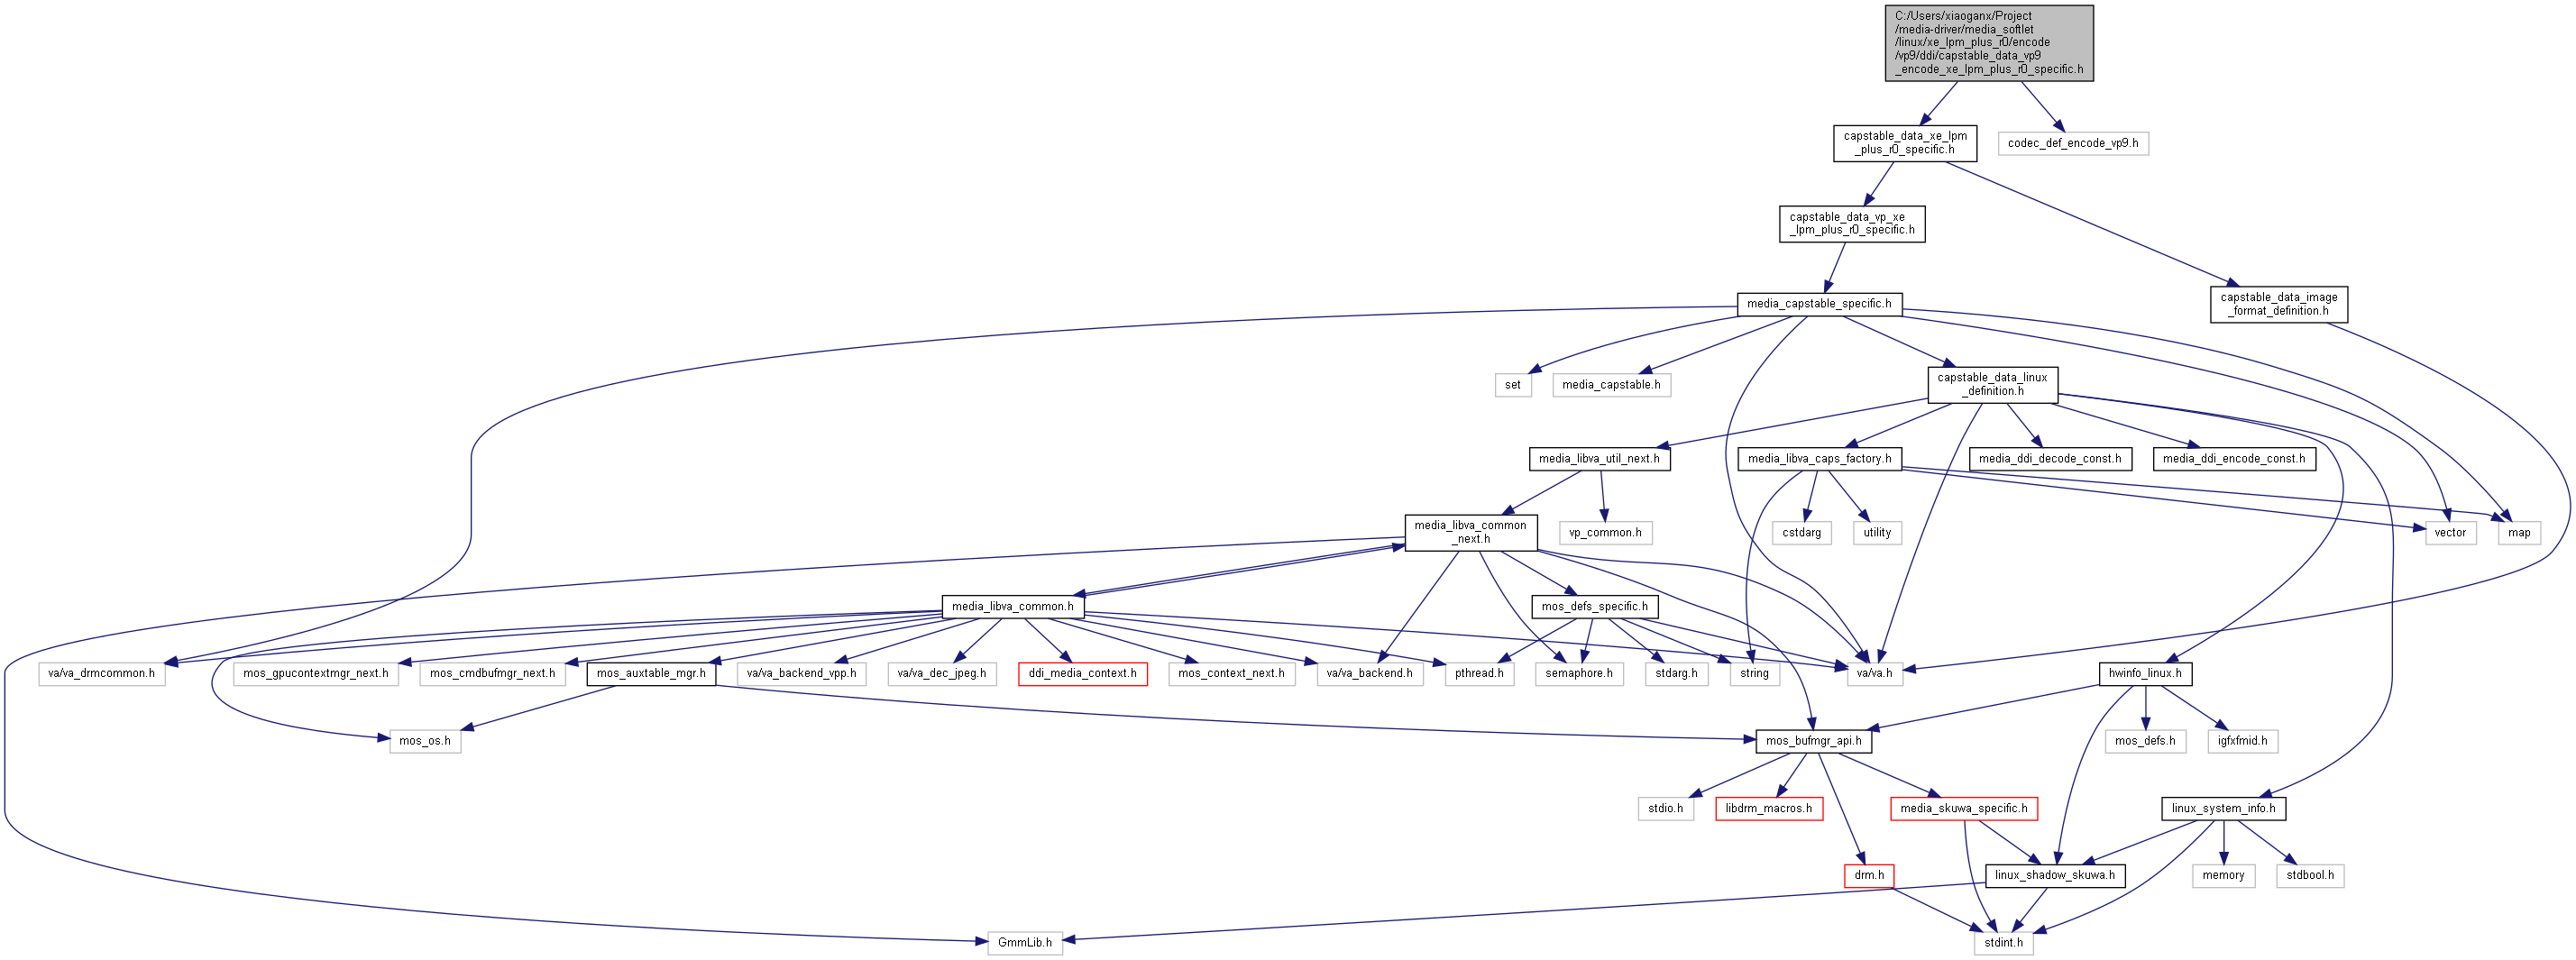 C:/Users/xiaoganx/Project
/media-driver/media_softlet
/linux/xe_lpm_plus_r0/encode
/vp9/ddi/capstable_data_vp9
_encode_xe_lpm_plus_r0_specific.h
capstable_data_xe_lpm
_plus_r0_specific.h
codec_def_encode_vp9.h
capstable_data_vp_xe
_lpm_plus_r0_specific.h
media_capstable_specific.h
capstable_data_image
_format_definition.h
set
media_capstable.h
capstable_data_linux
_definition.h
media_libva_util_next.h
media_libva_caps_factory.h
media_ddi_decode_const.h
media_ddi_encode_const.h
media_libva_common
_next.h
vp_common.h
cstdarg
utility
vector
map
media_libva_common.h
mos_defs_specific.h
va/va_drmcommon.h
mos_gpucontextmgr_next.h
mos_cmdbufmgr_next.h
mos_auxtable_mgr.h
va/va_backend_vpp.h
va/va_dec_jpeg.h
ddi_media_context.h
mos_context_next.h
va/va_backend.h
pthread.h
semaphore.h
stdarg.h
string
va/va.h
hwinfo_linux.h
mos_os.h
mos_bufmgr_api.h
mos_defs.h
igfxfmid.h
stdio.h
libdrm_macros.h
media_skuwa_specific.h
linux_system_info.h
drm.h
linux_shadow_skuwa.h
memory
stdbool.h
GmmLib.h
stdint.h